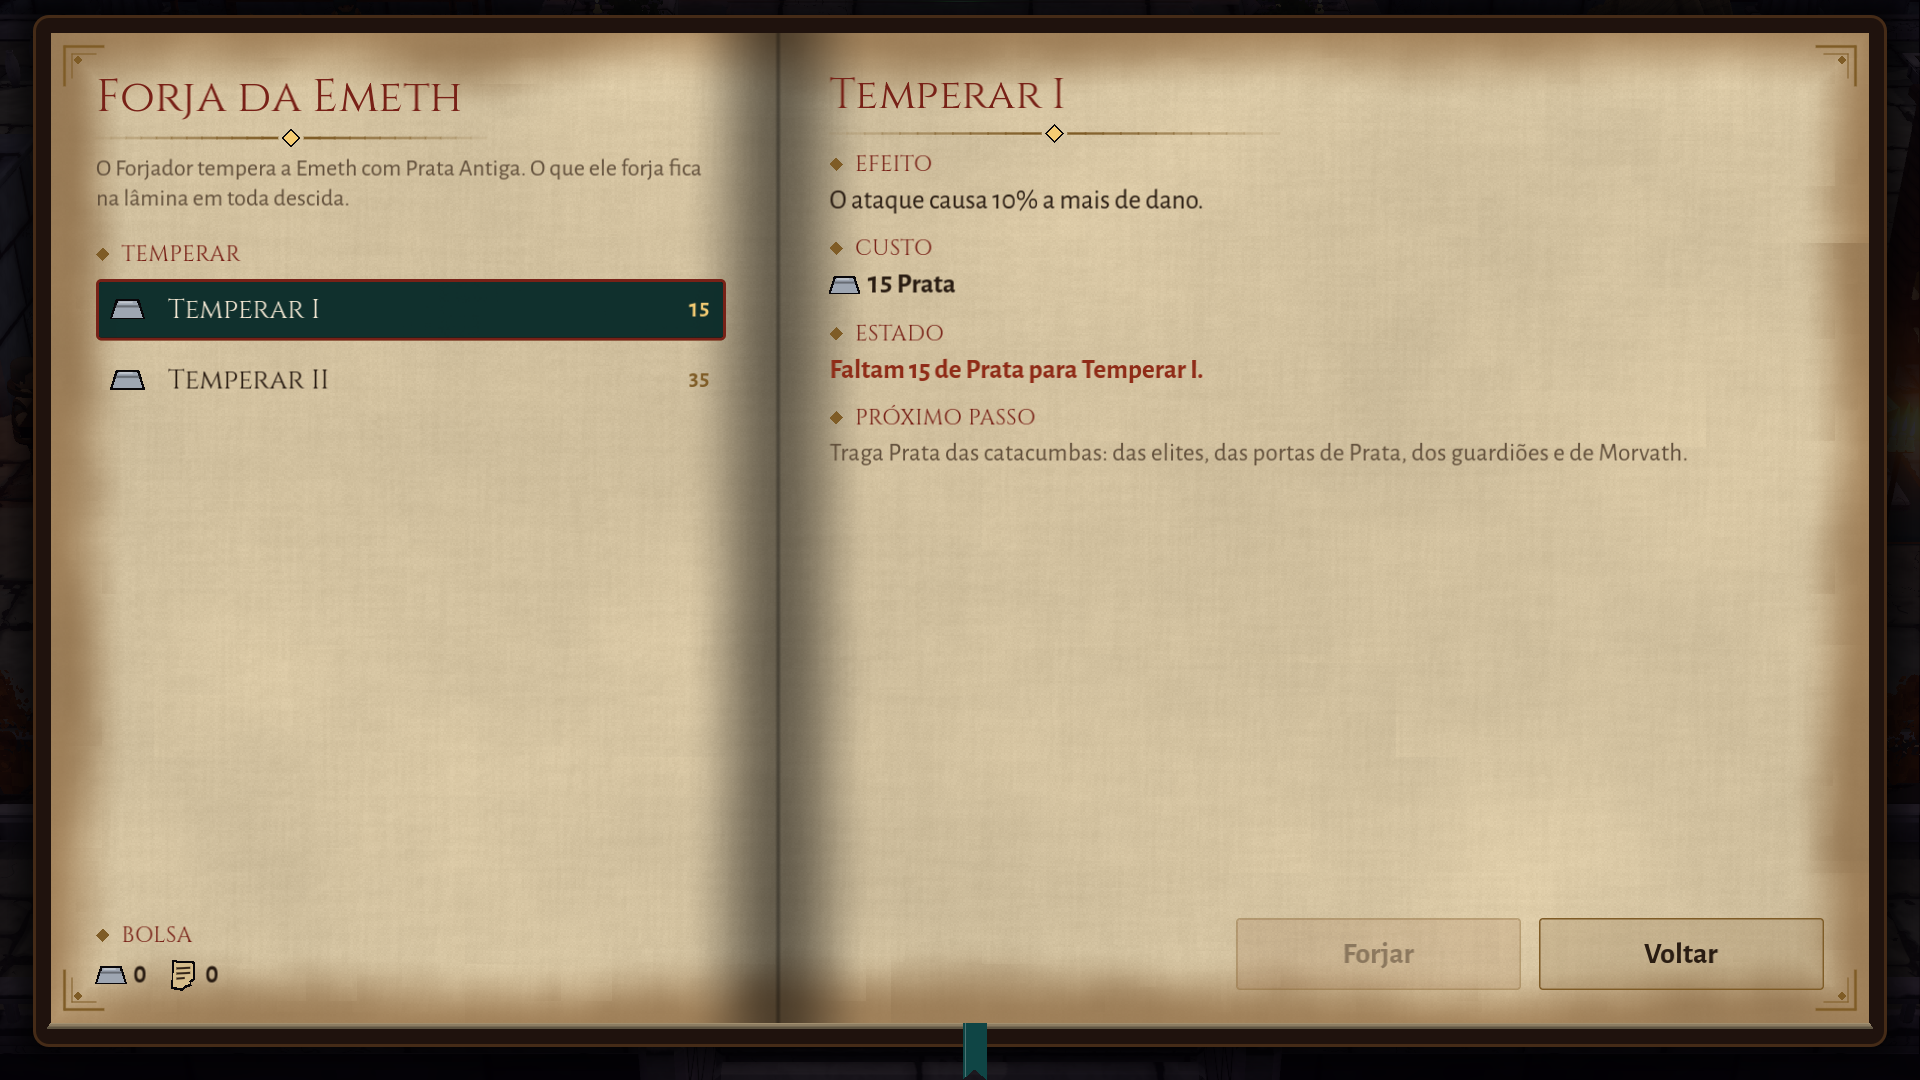 Forja da Emeth
O Forjador tempera a Emeth com Prata Antiga. O que ele forja fica
na lâmina em toda descida.
TEMPERAR
Temperar I
15
Temperar II
35
BOLSA
0
0
Temperar I
EFEITO
O ataque causa 10% a mais de dano.
CUSTO
15 Prata
ESTADO
Faltam 15 de Prata para Temperar I.
PRÓXIMO PASSO
Traga Prata das catacumbas: das elites, das portas de Prata, dos guardiões e de Morvath.
Forjar
Voltar